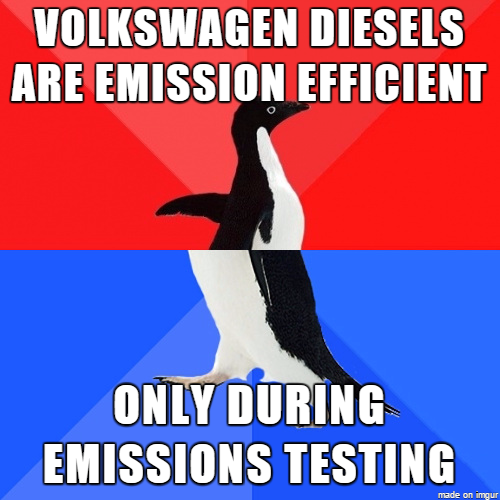 VOLKSWAGEN DIESELS
ARE EMISSION EFFICIENT
ONLY DURING
EMISSIONS TESTING
made on imgur